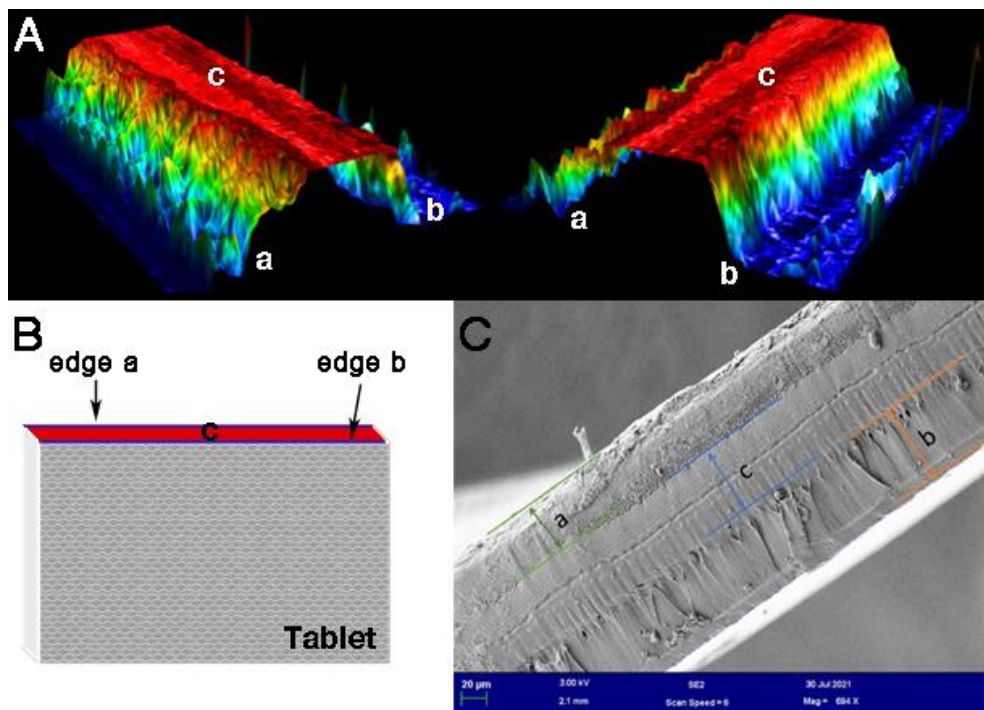 A
c
a
b
c
a
b
B
edge a
edge b
c
Tablet
C
a
c
b
20 µm
3.00 kV
2.1 mm
SE2
Scan Speed = 6
30 Jul 2021
Mag = 694 X